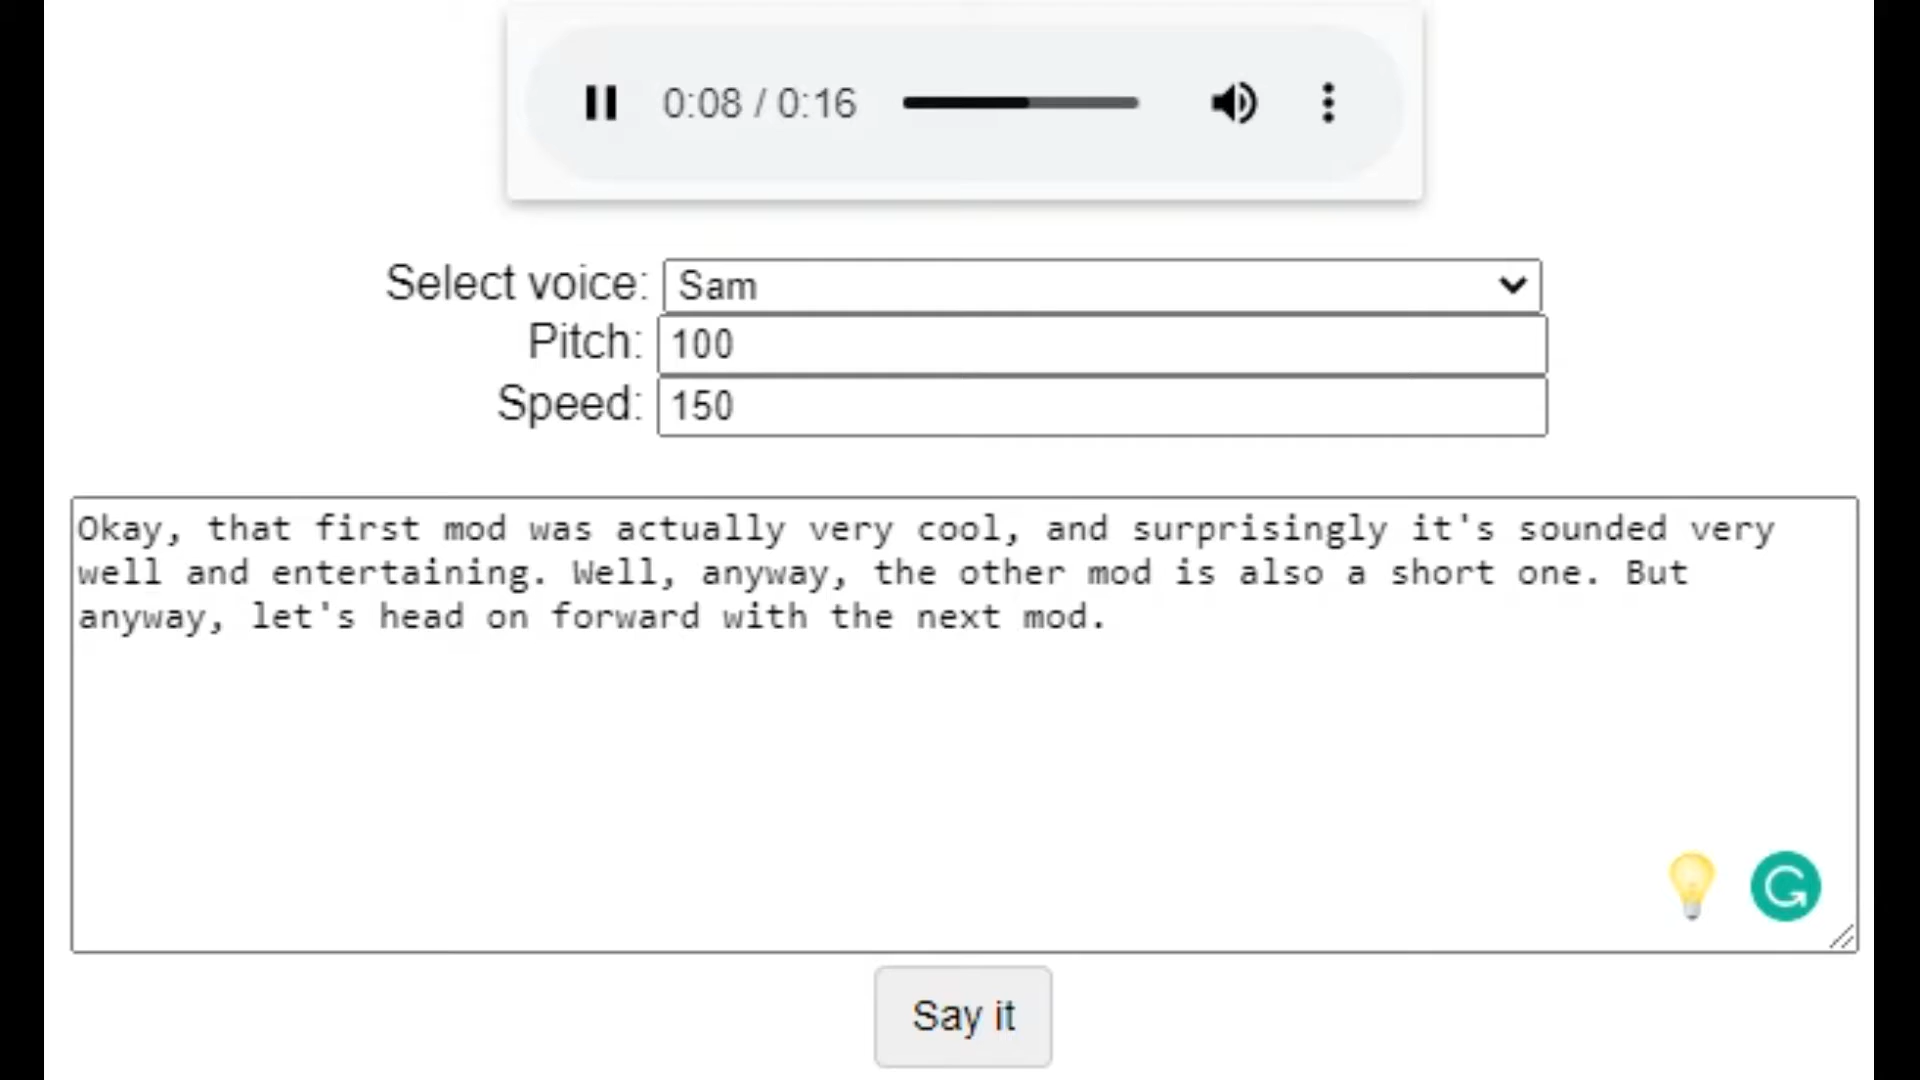 0:08 / 0:16
Select voice: Sam
Pitch: 100
Speed: 150
Okay, that first mod was actually very cool, and surprisingly it's sounded very
well and entertaining. Well, anyway, the other mod is also a short one. But
anyway, let's head on forward with the next mod.
Say it